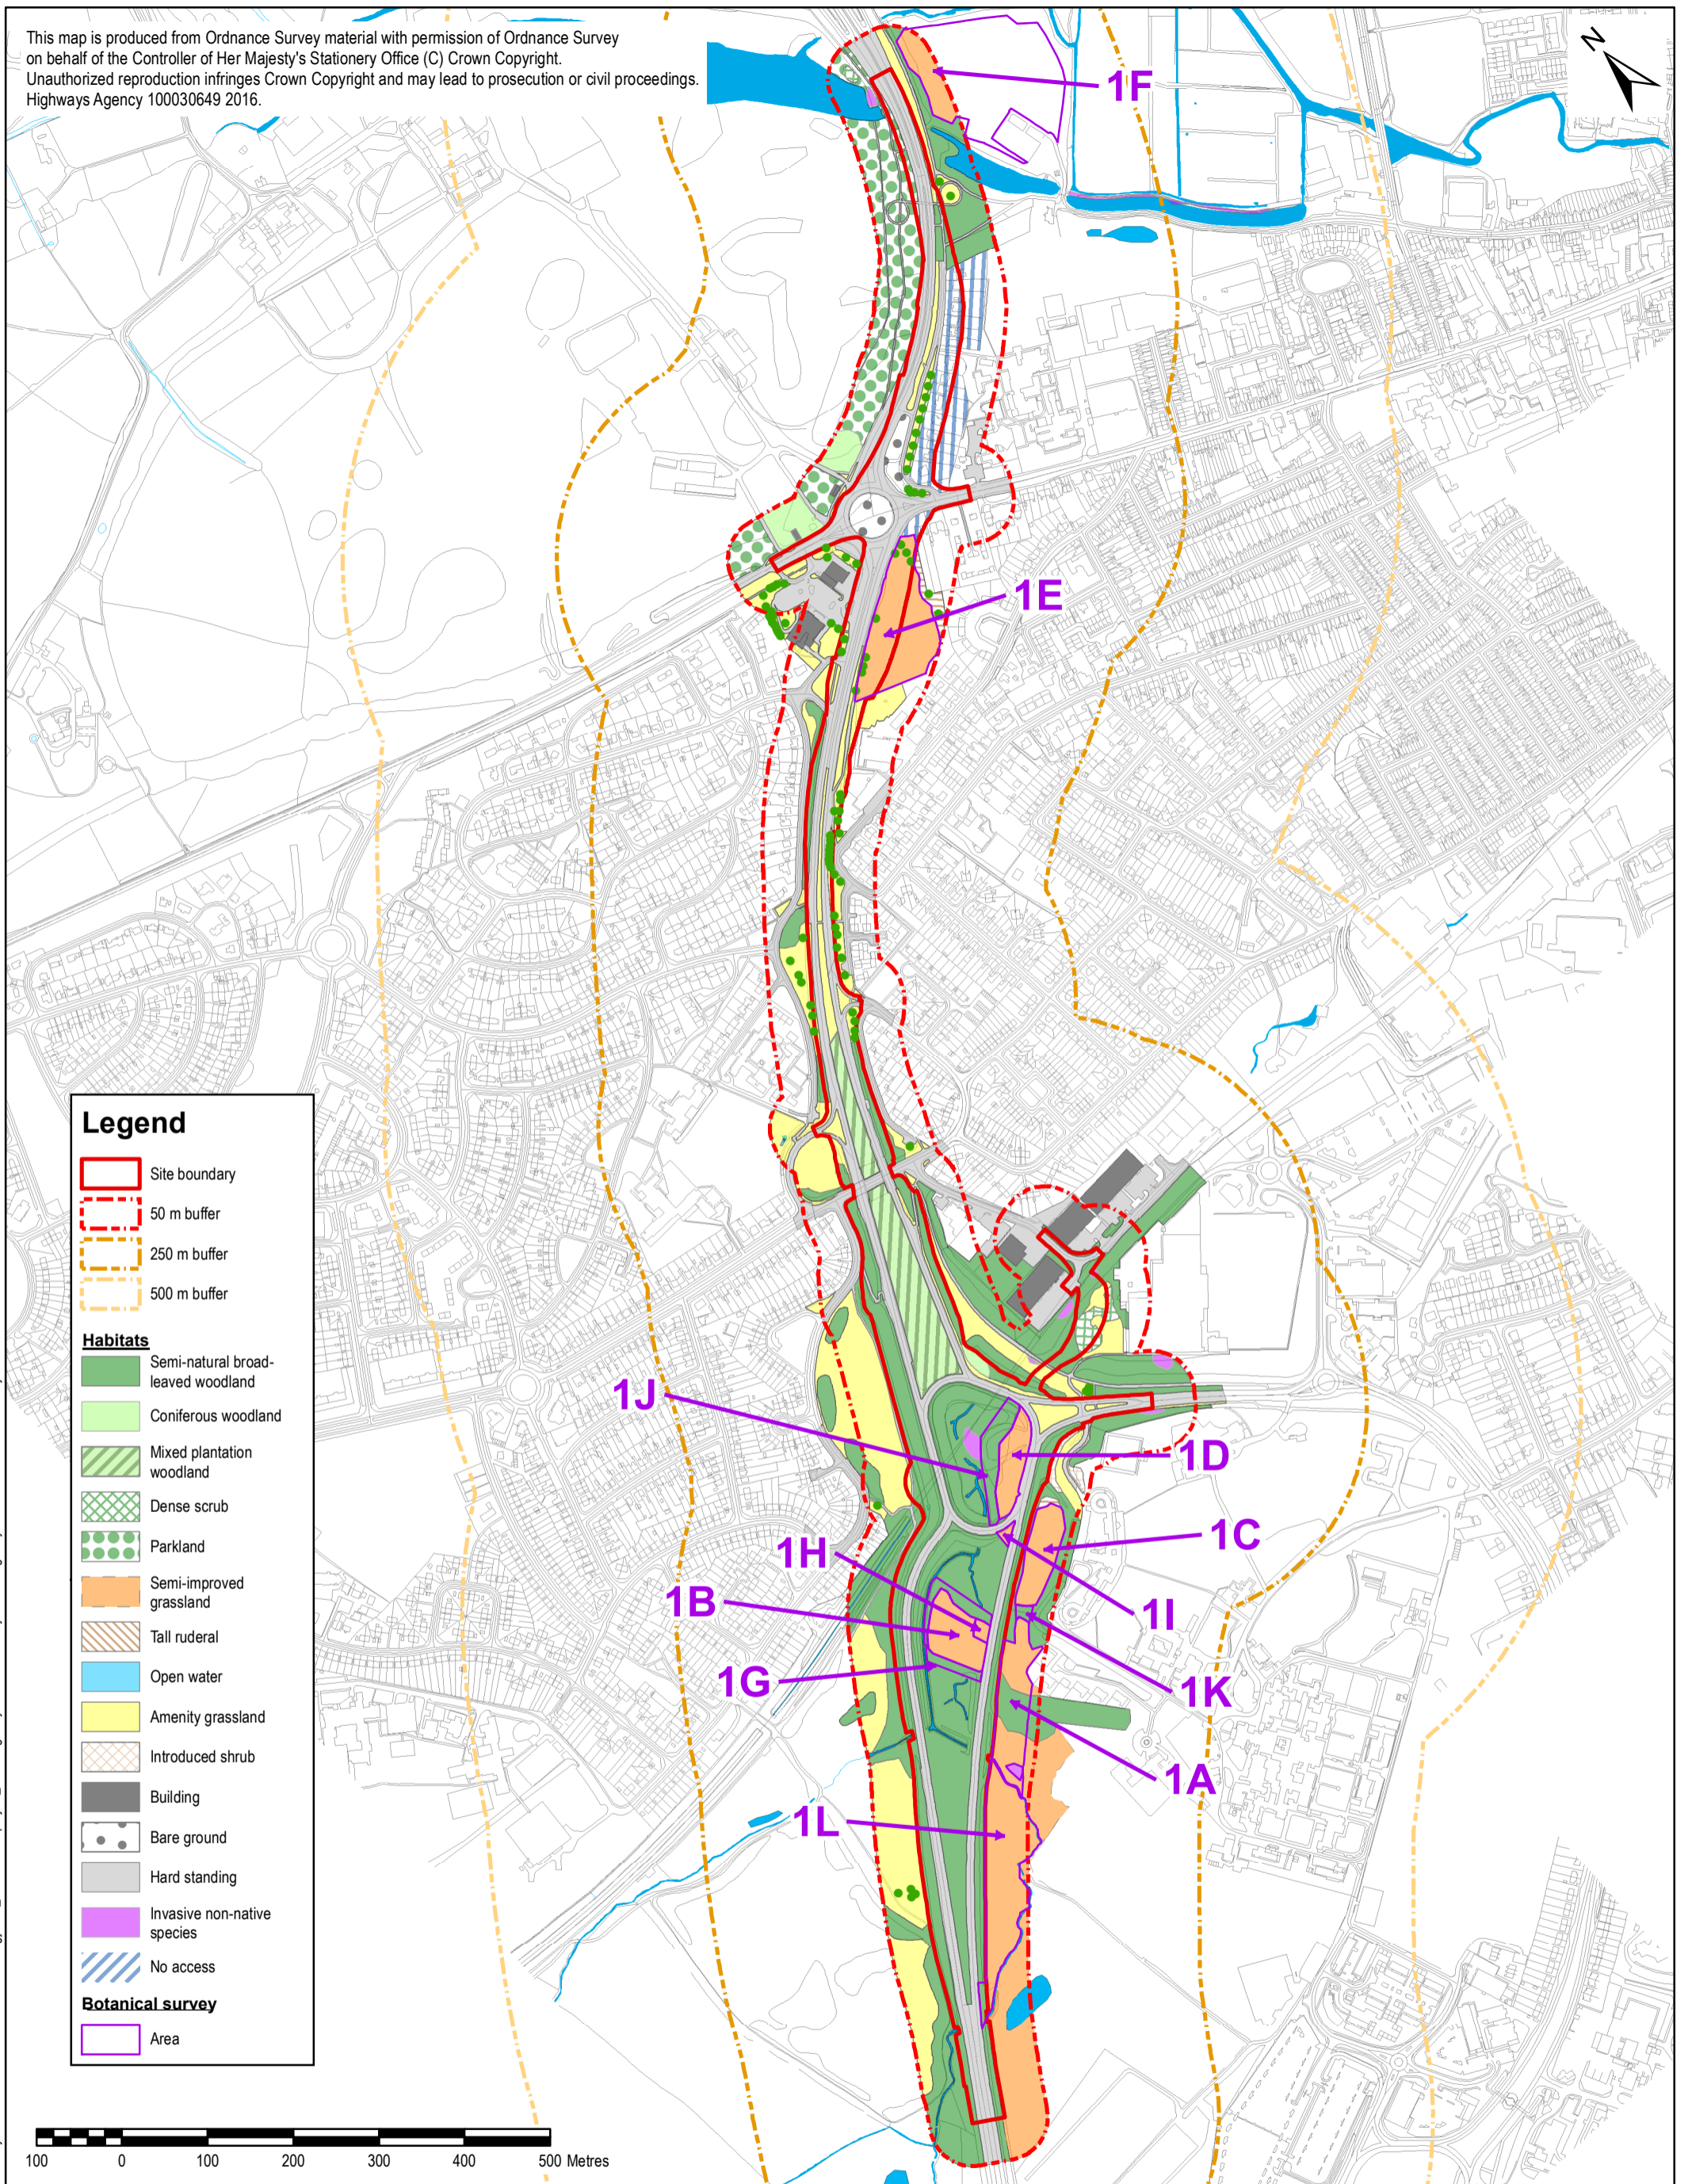 This map is produced from Ordnance Survey material with permission of Ordnance Survey
on behalf of the Controller of Her Majesty's Stationery Office (C) Crown Copyright.
Unauthorized reproduction infringes Crown Copyright and may lead to prosecution or civil proceedings.
Highways Agency 100030649 2016.
N
1F
1E
1J
1D
1C
1H
1B
1I
1G
1K
1A
1L
Legend
Site boundary
50 m buffer
250 m buffer
500 m buffer
Habitats
Semi-natural broad-
leaved woodland
Coniferous woodland
Mixed plantation
woodland
Dense scrub
Parkland
Semi-improved
grassland
Tall ruderal
Open water
Amenity grassland
Introduced shrub
Building
Bare ground
Hard standing
Invasive non-native
species
No access
Botanical survey
Area
100 0 100 200 300 400 500 Metres